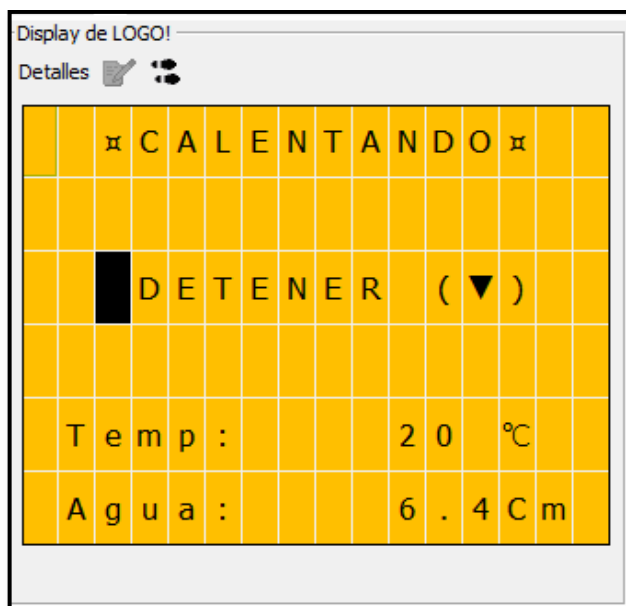 Display de LOGO!
Detalles
¤CALENTANDO¤
DETENER (▼)
Temp: 20 ℃
Agua: 6.4Cm